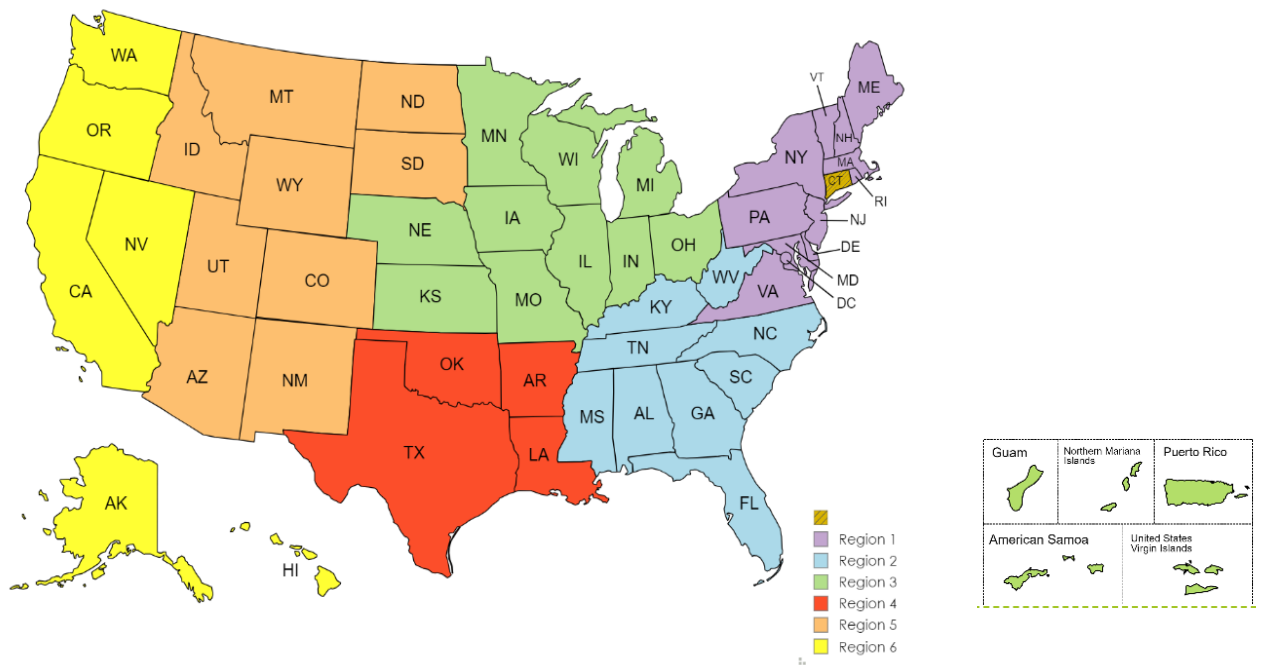 WA
OR
CA
NV
ID
MT
WY
UT
AZ
CO
NM
ND
SD
NE
KS
OK
TX
MN
IA
MO
AR
LA
WI
IL
MI
IN
OH
KY
TN
MS
AL
GA
FL
SC
NC
VA
WV
PA
NY
VT
NH
ME
MA
CT
RI
NJ
DE
MD
DC
AK
HI
Region 1
Region 2
Region 3
Region 4
Region 5
Region 6
Guam
Northern Mariana
Islands
Puerto Rico
American Samoa
United States
Virgin Islands